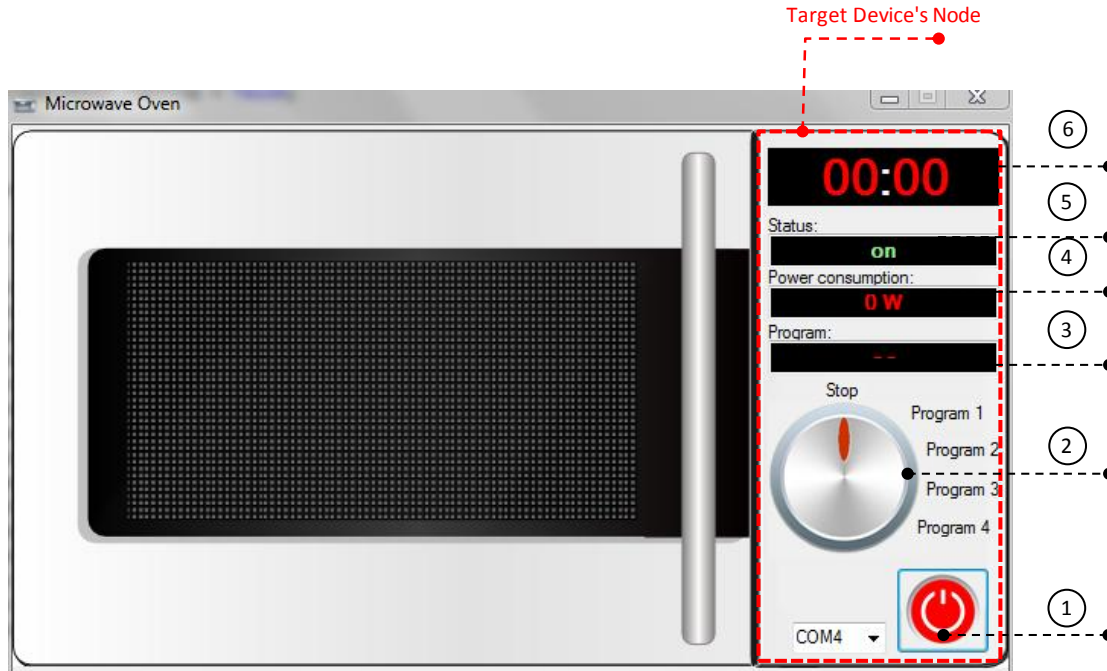 Target Device's Node
Microwave Oven
6
00:00
5
Status:
on
4
Power consumption:
0 W
3
Program:
--
Stop
Program 1
2
Program 2
Program 3
Program 4
1
COM4